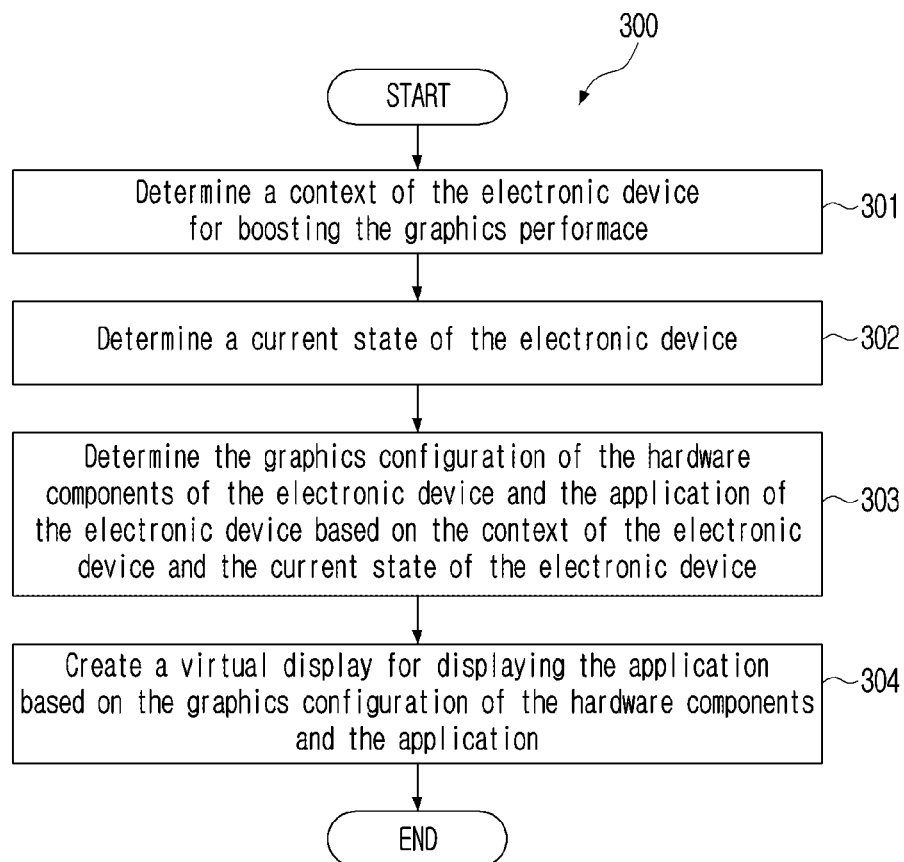 300
START
Determine a context of the electronic device
for boosting the graphics performace
301
Determine a current state of the electronic device
302
Determine the graphics configuration of the hardware
components of the electronic device and the application of
the electronic device based on the context of the electronic
device and the current state of the electronic device
303
Create a virtual display for displaying the application
based on the graphics configuration of the hardware components
and the application
304
END